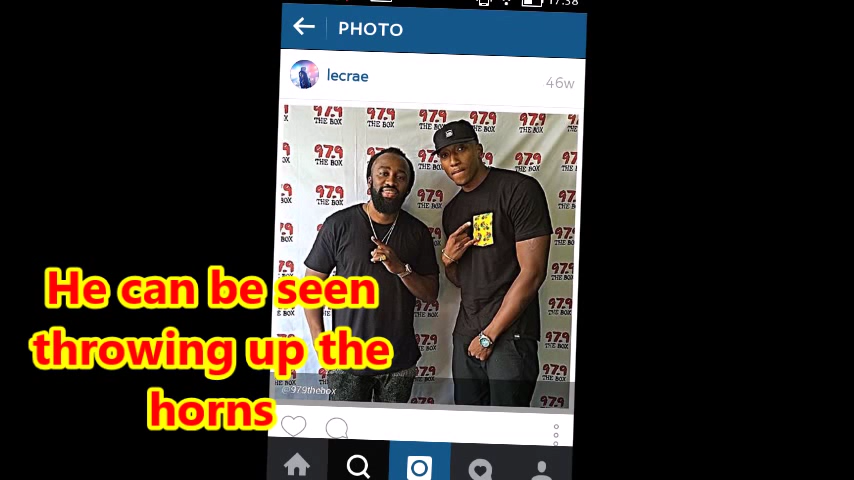 17:38
PHOTO
lecrae
46w
97.9 THE BOX
@979thebox
He can be seen
throwing up the
horns